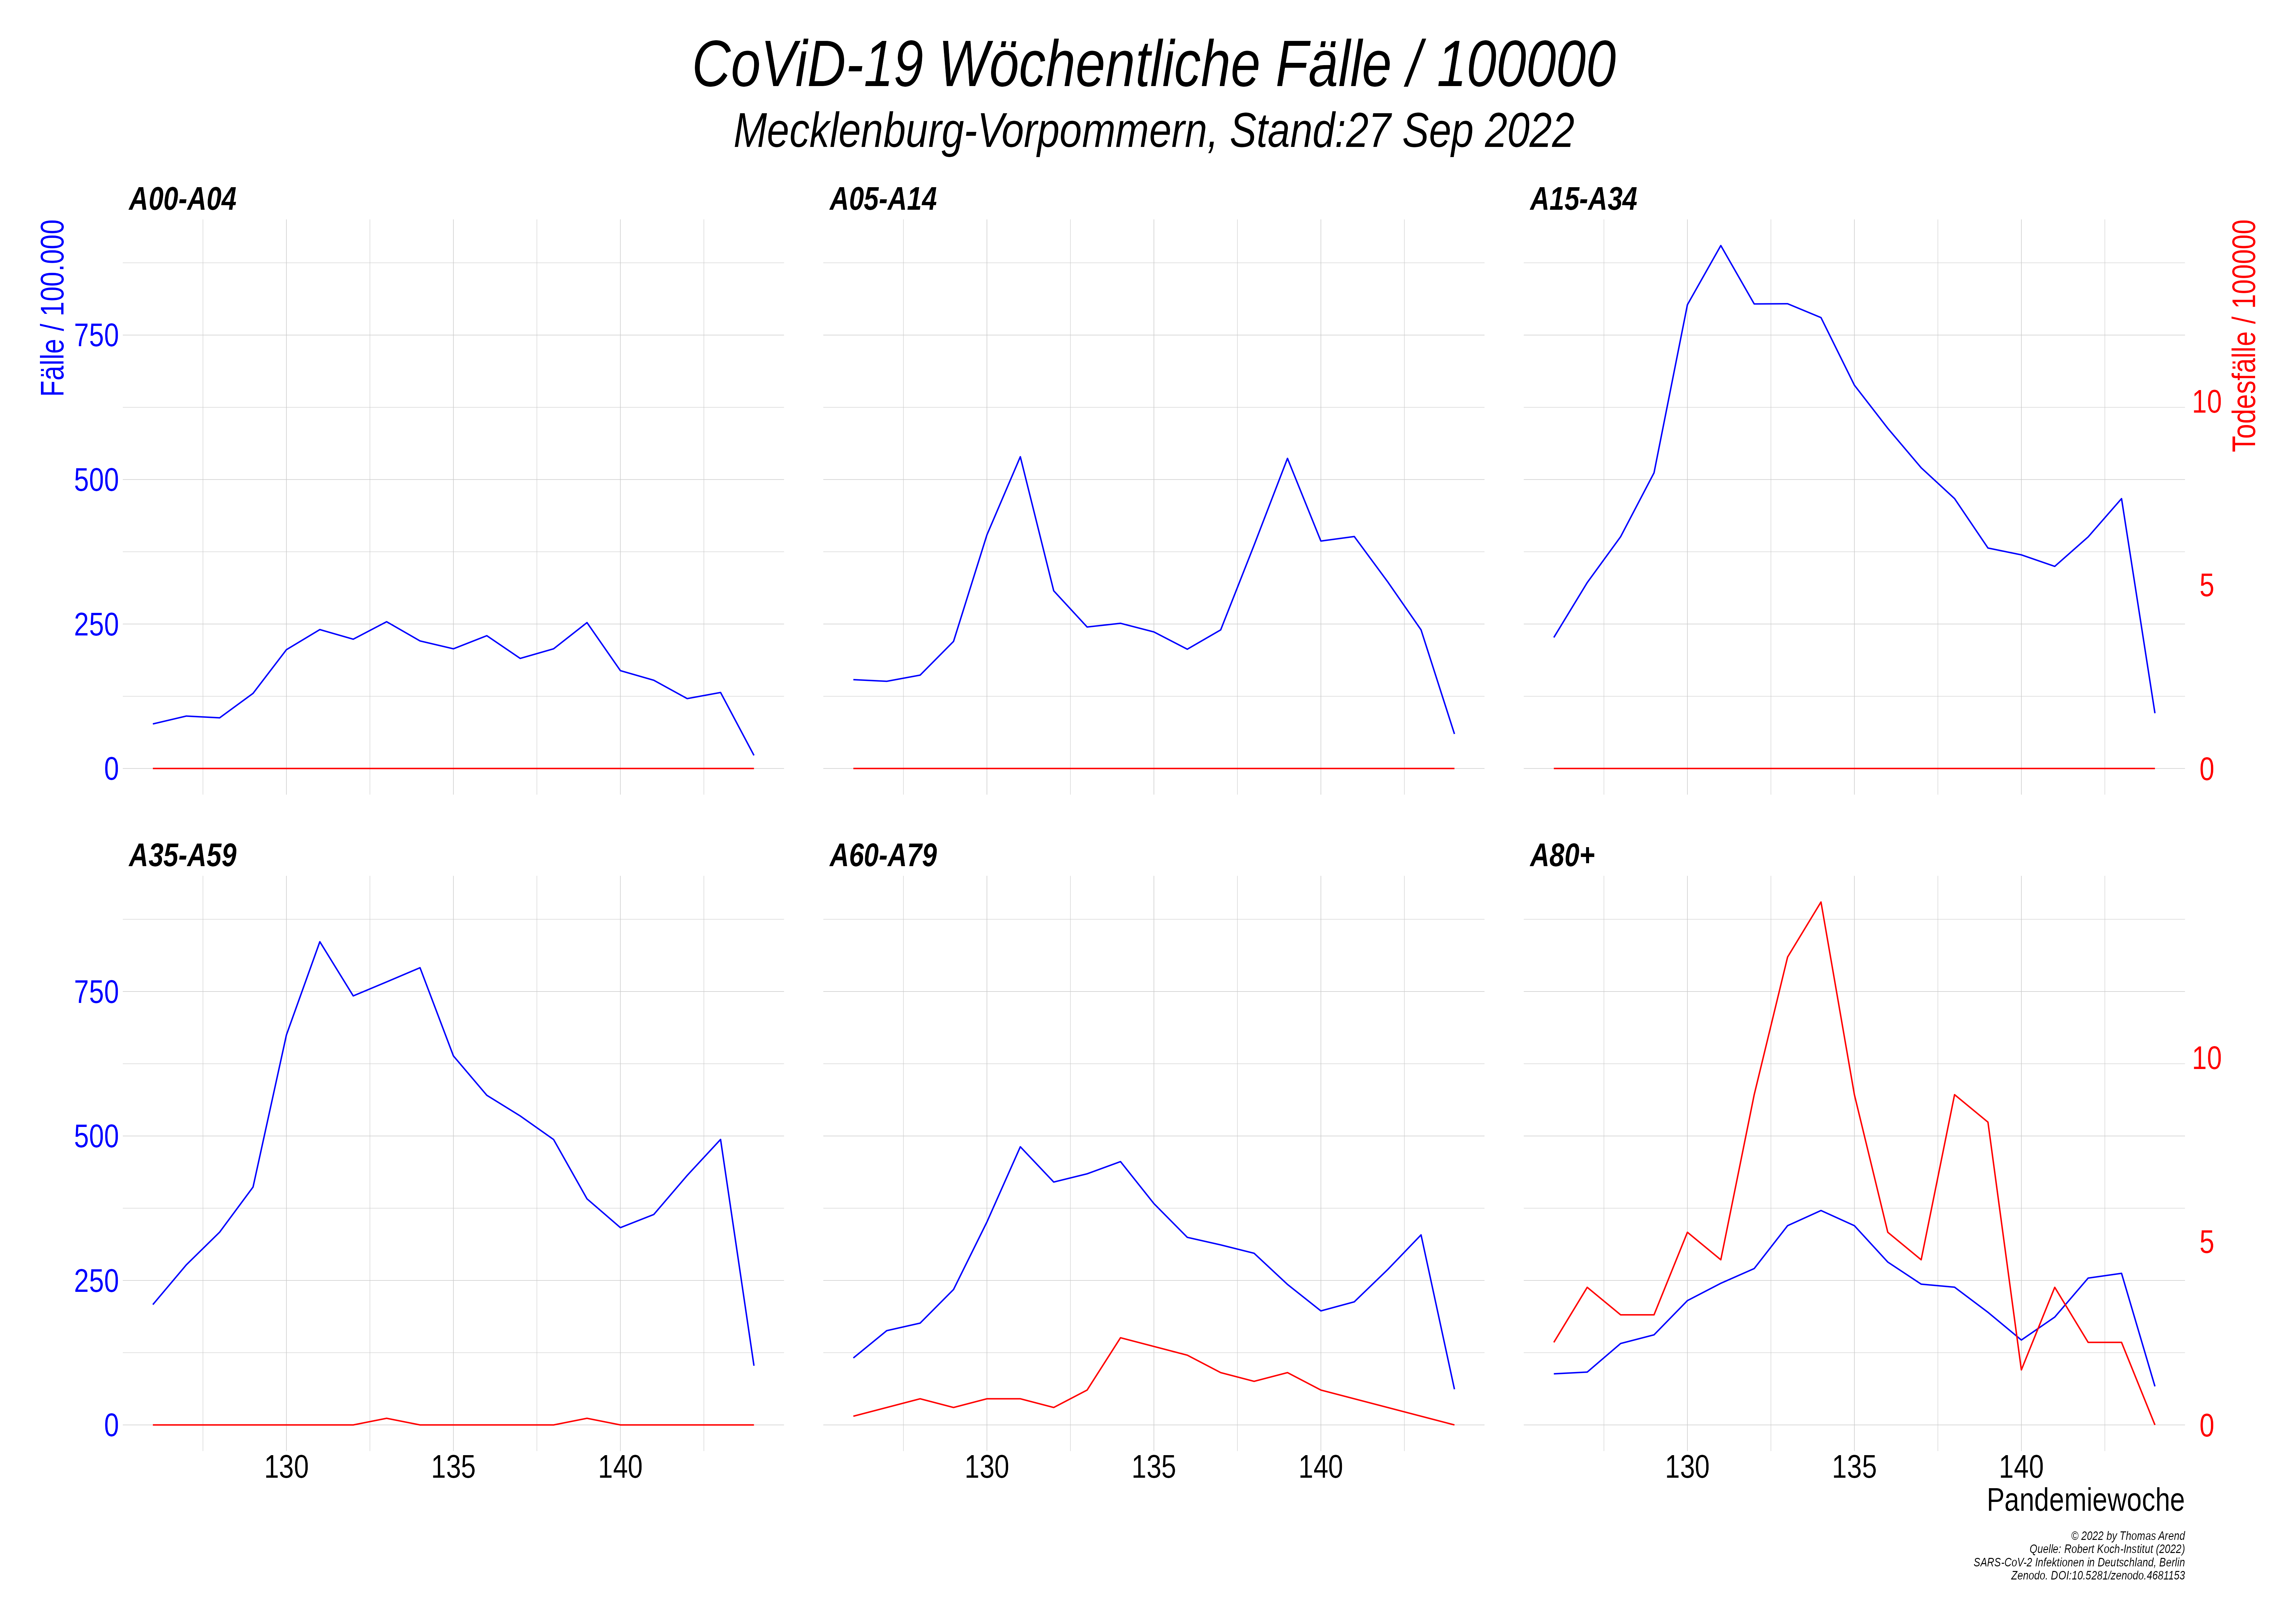 CoViD-19 Wöchentliche Fälle / 100000
Mecklenburg-Vorpommern, Stand:27 Sep 2022
A00-A04
A05-A14
A15-A34
Fälle / 100.000
750
500
250
0
Todesfälle / 100000
10
5
0
A35-A59
A60-A79
A80+
750
500
250
0
10
5
0
130 135 140
130 135 140
130 135 140
Pandemiewoche
© 2022 by Thomas Arend
Quelle: Robert Koch-Institut (2022)
SARS-CoV-2 Infektionen in Deutschland, Berlin
Zenodo. DOI:10.5281/zenodo.4681153